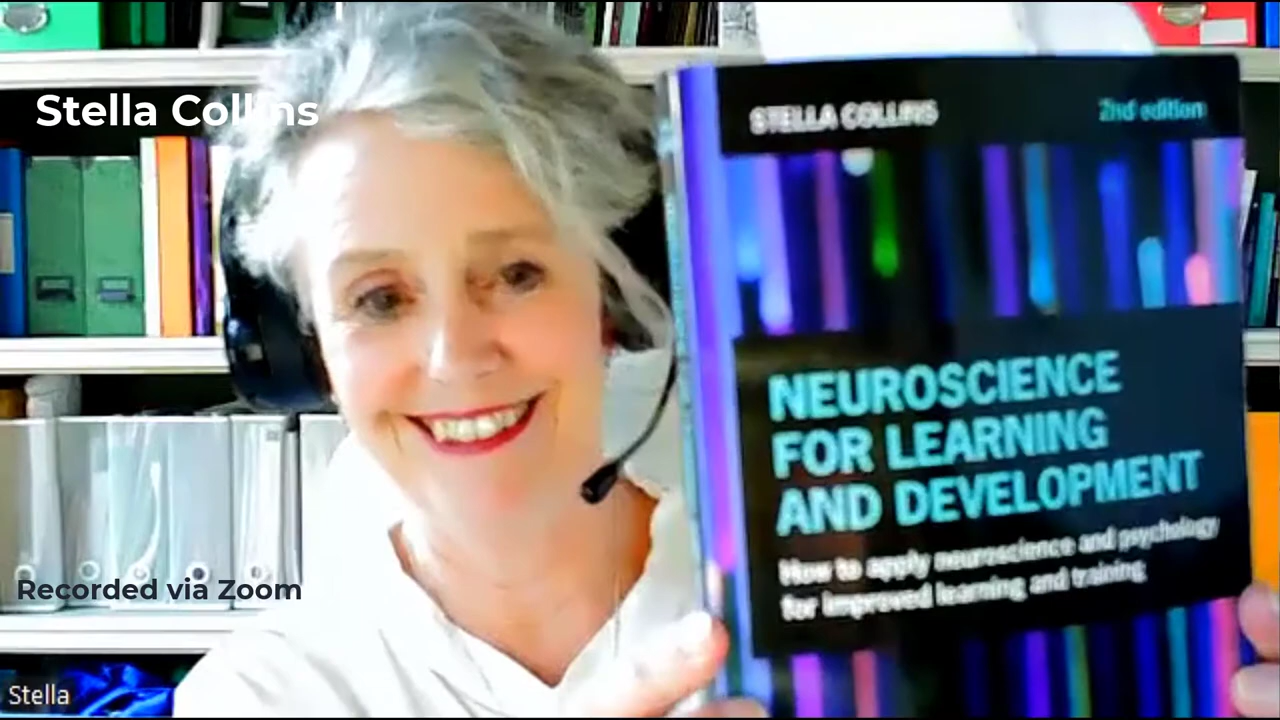 Stella Collins
STELLA COLLINS
2nd edition
NEUROSCIENCE
FOR LEARNING
AND DEVELOPMENT
How to apply neuroscience and psychology
for improved learning and training
Recorded via Zoom
Stella